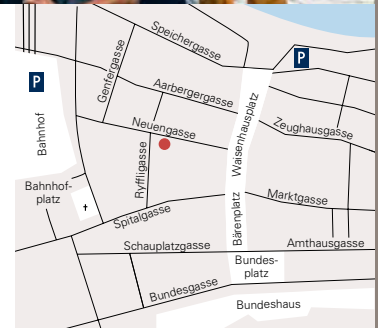 Speichergasse
P
Genfergasse
P
Aarbergergasse
Waisenhausplatz
Neuengasse
Zeughausgasse
Bahnhof
Ryffligasse
Bahnhof-
platz
Spitalgasse
Bärenplatz
Marktgasse
Schauplatzgasse
Amthausgasse
Bundes-
platz
Bundesgasse
Bundeshaus